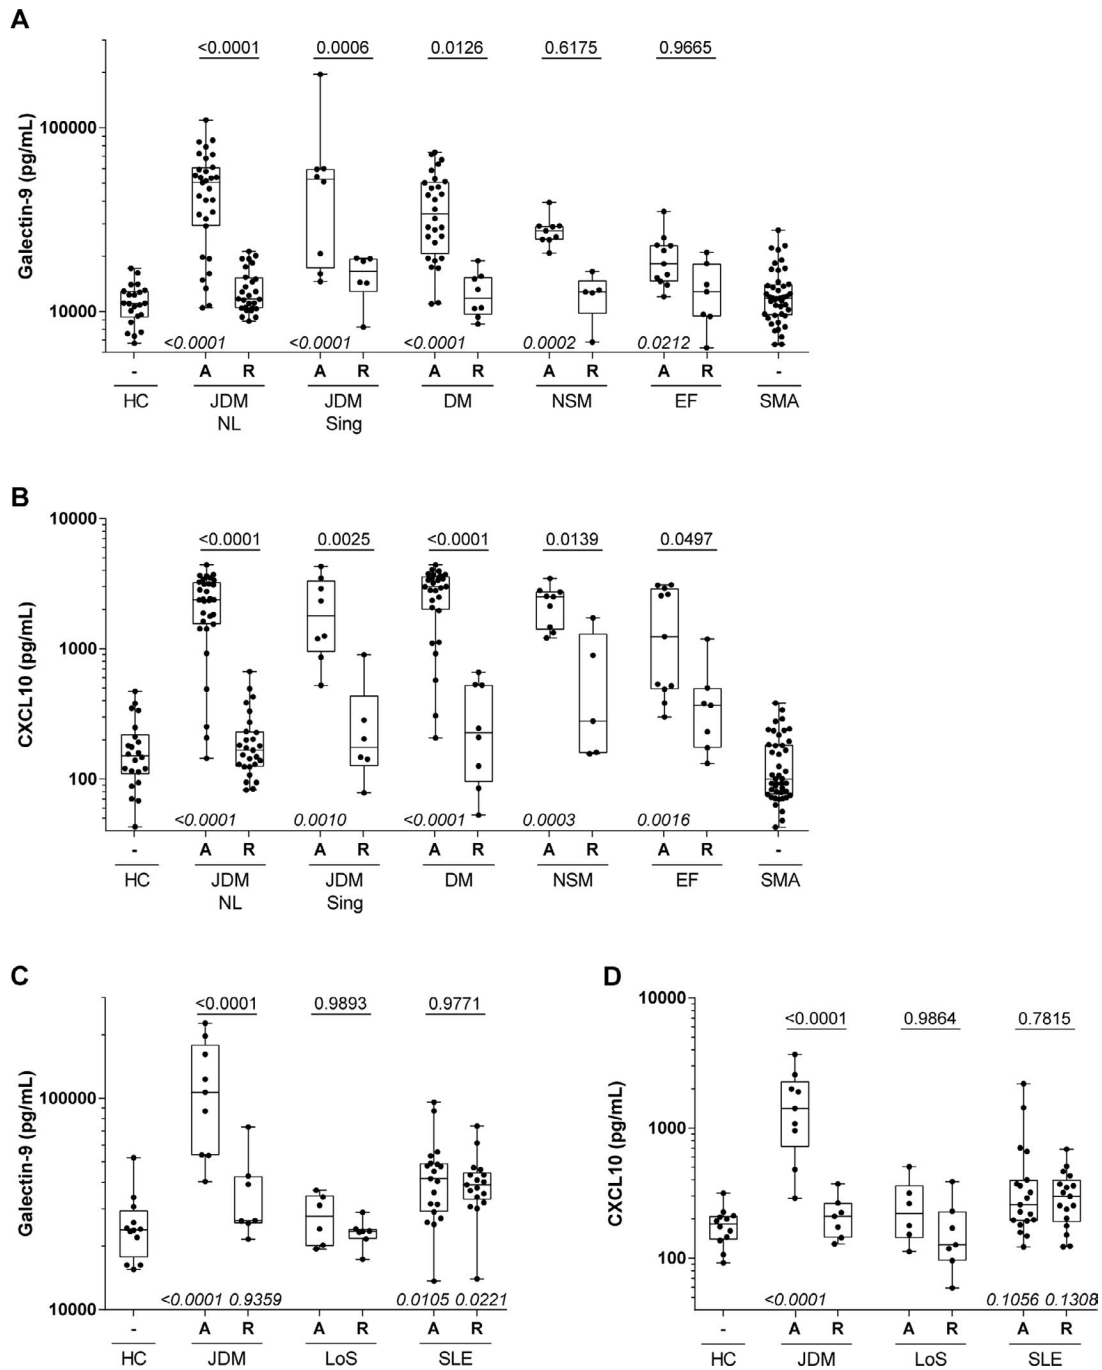 A
<0.0001 0.0006 0.0126 0.6175 0.9665
Galectin-9 (pg/mL)
100000
10000
<0.0001 <0.0001 <0.0001 0.0002 0.0212
- A R A R A R A R A R -
HC JDM JDM DM NSM EF SMA
NL Sing
B
10000
<0.0001 0.0025 <0.0001 0.0139 0.0497
CXCL10 (pg/mL)
1000
100
<0.0001 0.0010 <0.0001 0.0003 0.0016
- A R A R A R A R A R -
HC JDM JDM DM NSM EF SMA
NL Sing
C
<0.0001 0.9893 0.9771
Galectin-9 (pg/mL)
100000
10000
<0.0001 0.9359 0.0105 0.0221
- A R A R A R
HC JDM LoS SLE
D
10000
<0.0001 0.9864 0.7815
CXCL10 (pg/mL)
1000
100
<0.0001 0.1056 0.1308
- A R A R A R
HC JDM LoS SLE